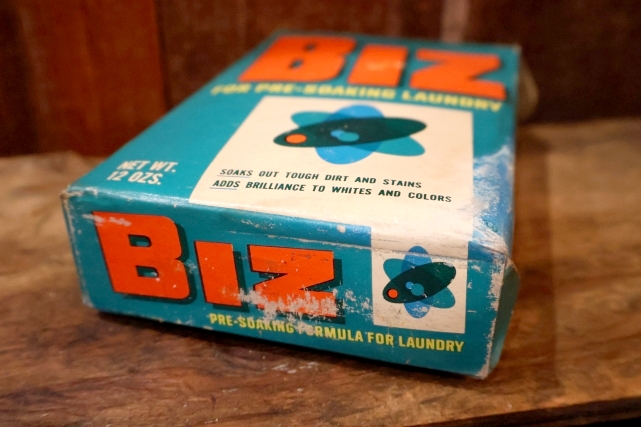 BIZ
FOR PRE-SOAKING LAUNDRY
SOAKS OUT TOUGH DIRT AND STAINS
ADDS BRILLIANCE TO WHITES AND COLORS
NET WT.
12 OZS.
BIZ
PRE-SOAKING FORMULA FOR LAUNDRY